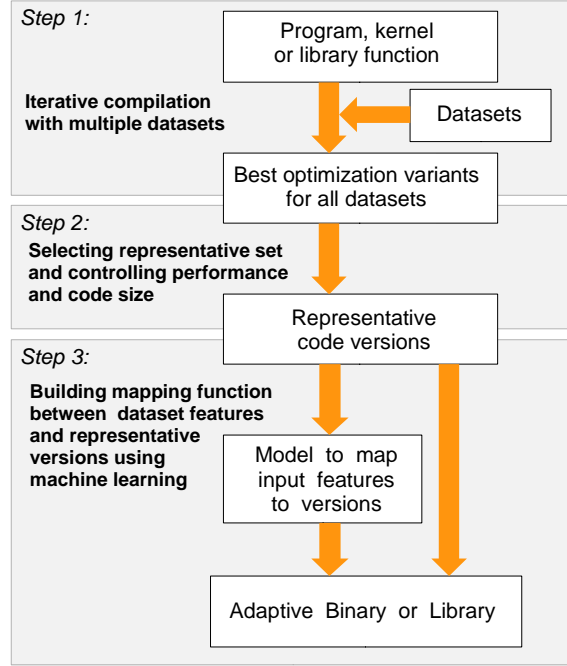 Step 1:
Program, kernel
or library function
Iterative compilation
with multiple datasets
Datasets
Best optimization variants
for all datasets
Step 2:
Selecting representative set
and controlling performance
and code size
Representative
code versions
Step 3:
Building mapping function
between dataset features
and representative
versions using
machine learning
Model to map
input features
to versions
Adaptive Binary or Library